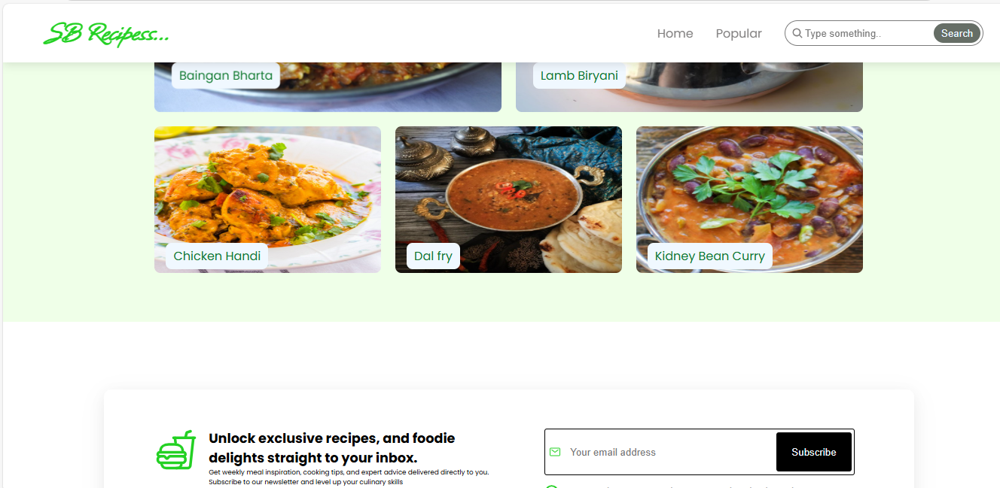 SB Recipess...
Home
Popular
Type something..
Search
Baingan Bharta
Lamb Biryani
Chicken Handi
Dal fry
Kidney Bean Curry
Unlock exclusive recipes, and foodie
delights straight to your inbox.
Get weekly meal inspiration, cooking tips, and expert advice delivered directly to you.
Subscribe to our newsletter and level up your culinary skills
Your email address
Subscribe